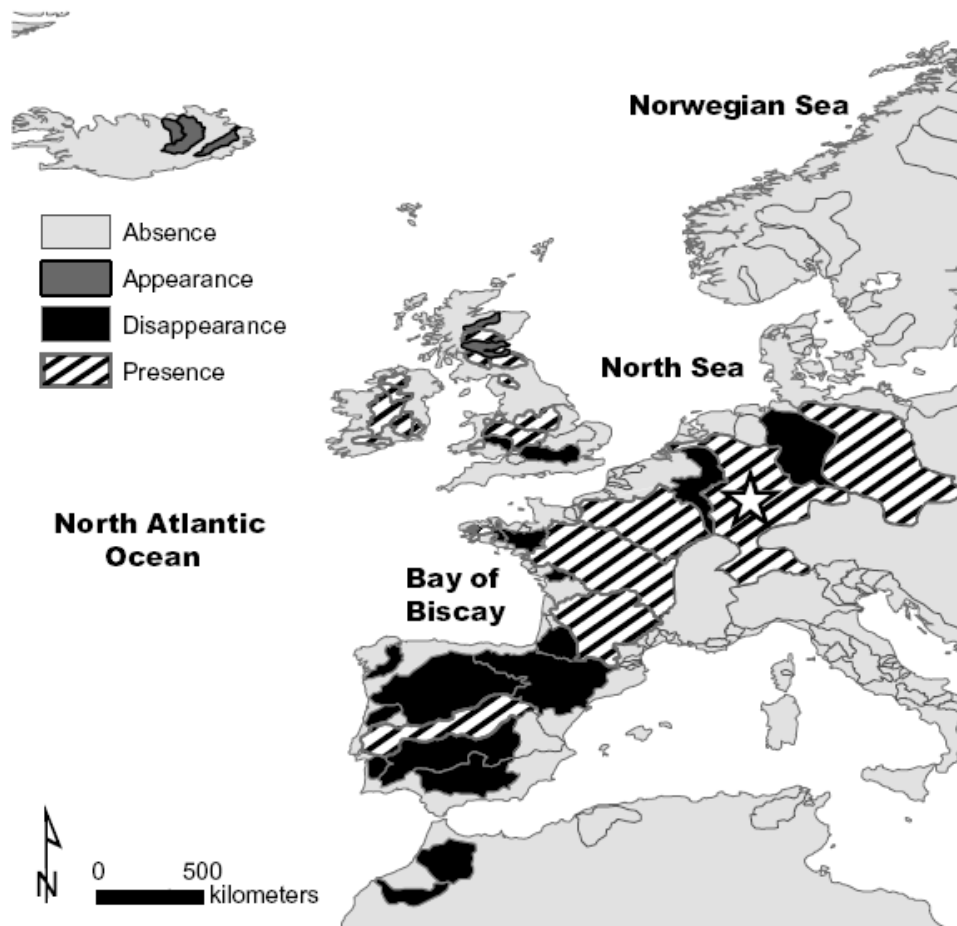 Norwegian Sea
Absence
Appearance
Disappearance
Presence
North Sea
North Atlantic
Ocean
Bay of
Biscay
N
0 500
kilometers